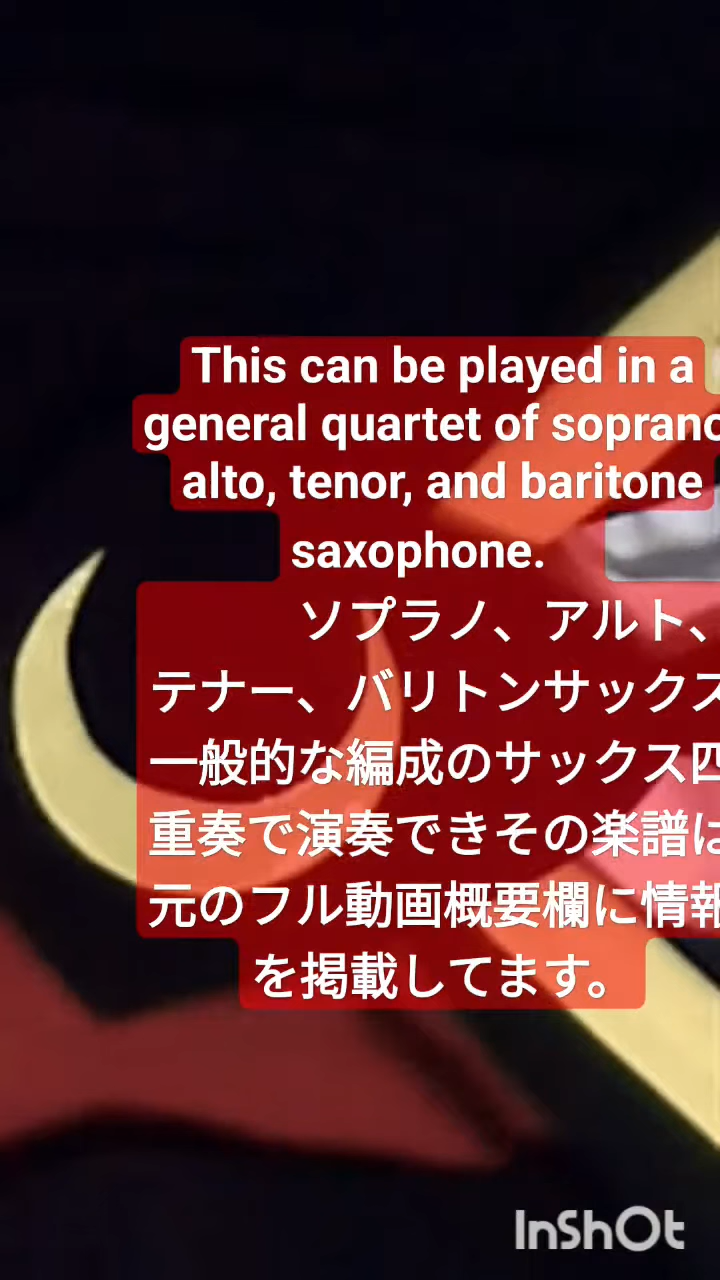 This can be played in a
general quartet of soprano
alto, tenor, and baritone
saxophone.
ソプラノ、アルト、
テナー、バリトンサックス
一般的な編成のサックス四
重奏で演奏できその楽譜は
元のフル動画概要欄に情報
を掲載してます。
InShOt